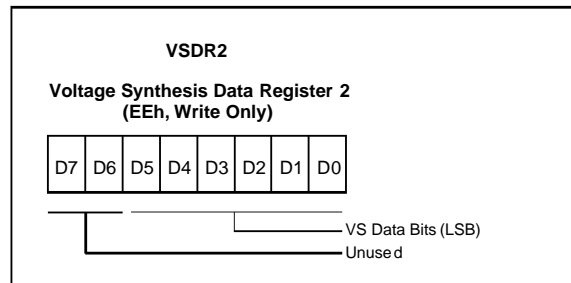 VSDR2
Voltage Synthesis Data Register 2
(EEh, Write Only)
D7 D6 D5 D4 D3 D2 D1 D0
VS Data Bits (LSB)
Unused